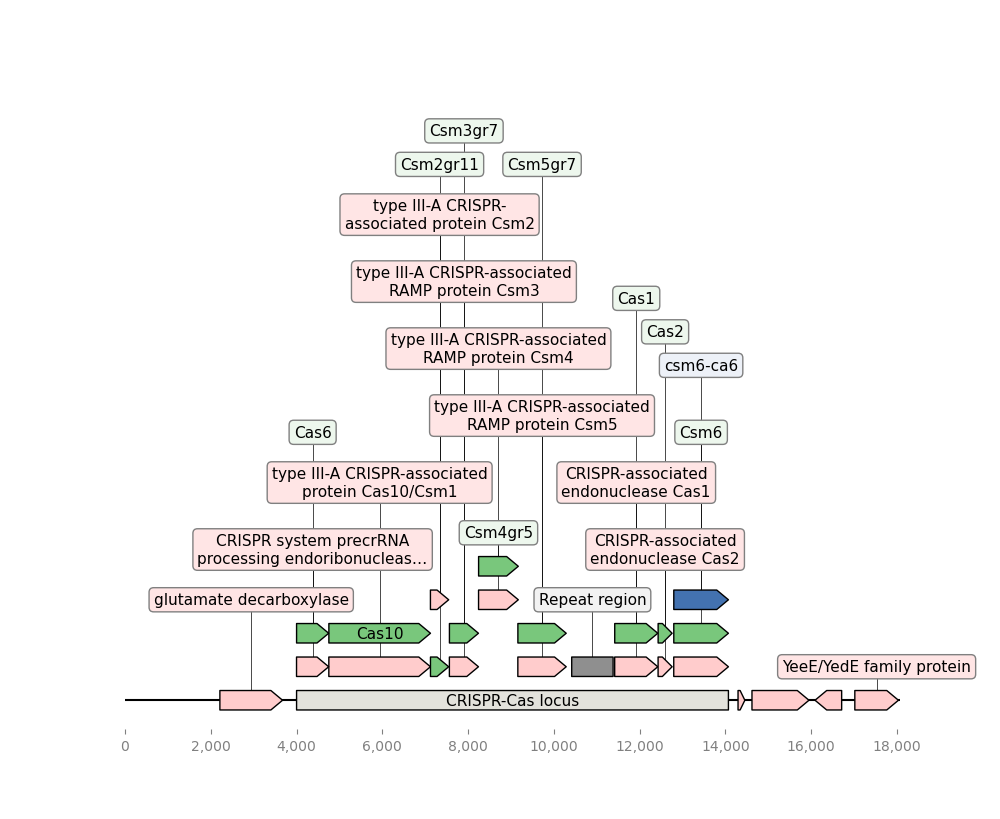 Csm3gr7
Csm2gr11
Csm5gr7
type III-A CRISPR-
associated protein Csm2
type III-A CRISPR-associated
RAMP protein Csm3
Cas1
Cas2
type III-A CRISPR-associated
RAMP protein Csm4
csm6-ca6
type III-A CRISPR-associated
RAMP protein Csm5
Cas6
Csm6
type III-A CRISPR-associated
protein Cas10/Csm1
CRISPR-associated
endonuclease Cas1
Csm4gr5
CRISPR system precrRNA
processing endoribonucleas...
CRISPR-associated
endonuclease Cas2
glutamate decarboxylase
Repeat region
Cas10
YeeE/YedE family protein
CRISPR-Cas locus
0 2,000 4,000 6,000 8,000 10,000 12,000 14,000 16,000 18,000